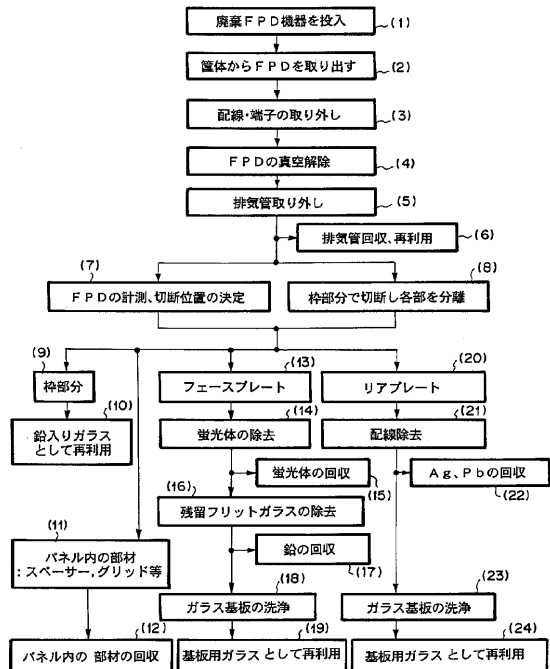 廃棄FPD機器を投入
(1)
筐体からFPDを取り出す
(2)
配線・端子の取り外し
(3)
FPDの真空解除
(4)
排気管取り外し
(5)
排気管回収、再利用
(6)
(7)
FPDの計測、切断位置の決定
(8)
枠部分で切断し各部を分離
(9)
枠部分
(10)
鉛入りガラス
として再利用
(11)
パネル内の部材
:スペーサー,グリッド等
(12)
パネル内の 部材の回収
(13)
フェースプレート
(14)
蛍光体の除去
蛍光体の回収
(15)
(16)
残留フリットガラスの除去
鉛の回収
(17)
(18)
ガラス基板の洗浄
(19)
基板用ガラス として再利用
(20)
リアプレート
(21)
配線除去
Ag、Pbの回収
(22)
(23)
ガラス基板の洗浄
(24)
基板用ガラス として再利用